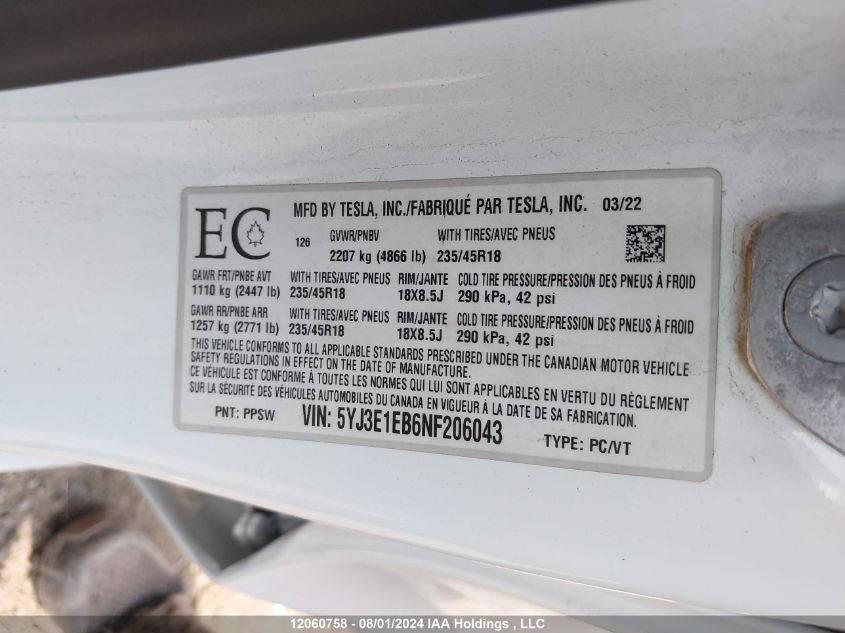 EC
MFD BY TESLA, INC./FABRIQUÉ PAR TESLA, INC. 03/22
126 GVWR/PNBV WITH TIRES/AVEC PNEUS
2207 kg (4866 lb) 235/45R18
GAWR FRT/PNBE AVT WITH TIRES/AVEC PNEUS RIM/JANTE COLD TIRE PRESSURE/PRESSION DES PNEUS À FROID
1110 kg (2447 lb) 235/45R18 18X8.5J 290 kPa, 42 psi
GAWR RR/PNBE ARR WITH TIRES/AVEC PNEUS RIM/JANTE COLD TIRE PRESSURE/PRESSION DES PNEUS À FROID
1257 kg (2771 lb) 235/45R18 18X8.5J 290 kPa, 42 psi
THIS VEHICLE CONFORMS TO ALL APPLICABLE STANDARDS PRESCRIBED UNDER THE CANADIAN MOTOR VEHICLE
SAFETY REGULATIONS IN EFFECT ON THE DATE OF MANUFACTURE.
CE VÉHICULE EST CONFORME À TOUTES LES NORMES QUI LUI SONT APPLICABLES EN VERTU DU RÈGLEMENT
SUR LA SÉCURITÉ DES VÉHICULES AUTOMOBILES DU CANADA EN VIGUEUR À LA DATE DE SA FABRICATION.
PNT: PPSW VIN: 5YJ3E1EB6NF206043 TYPE: PC/VT
12060758 - 08/01/2024 IAA Holdings , LLC